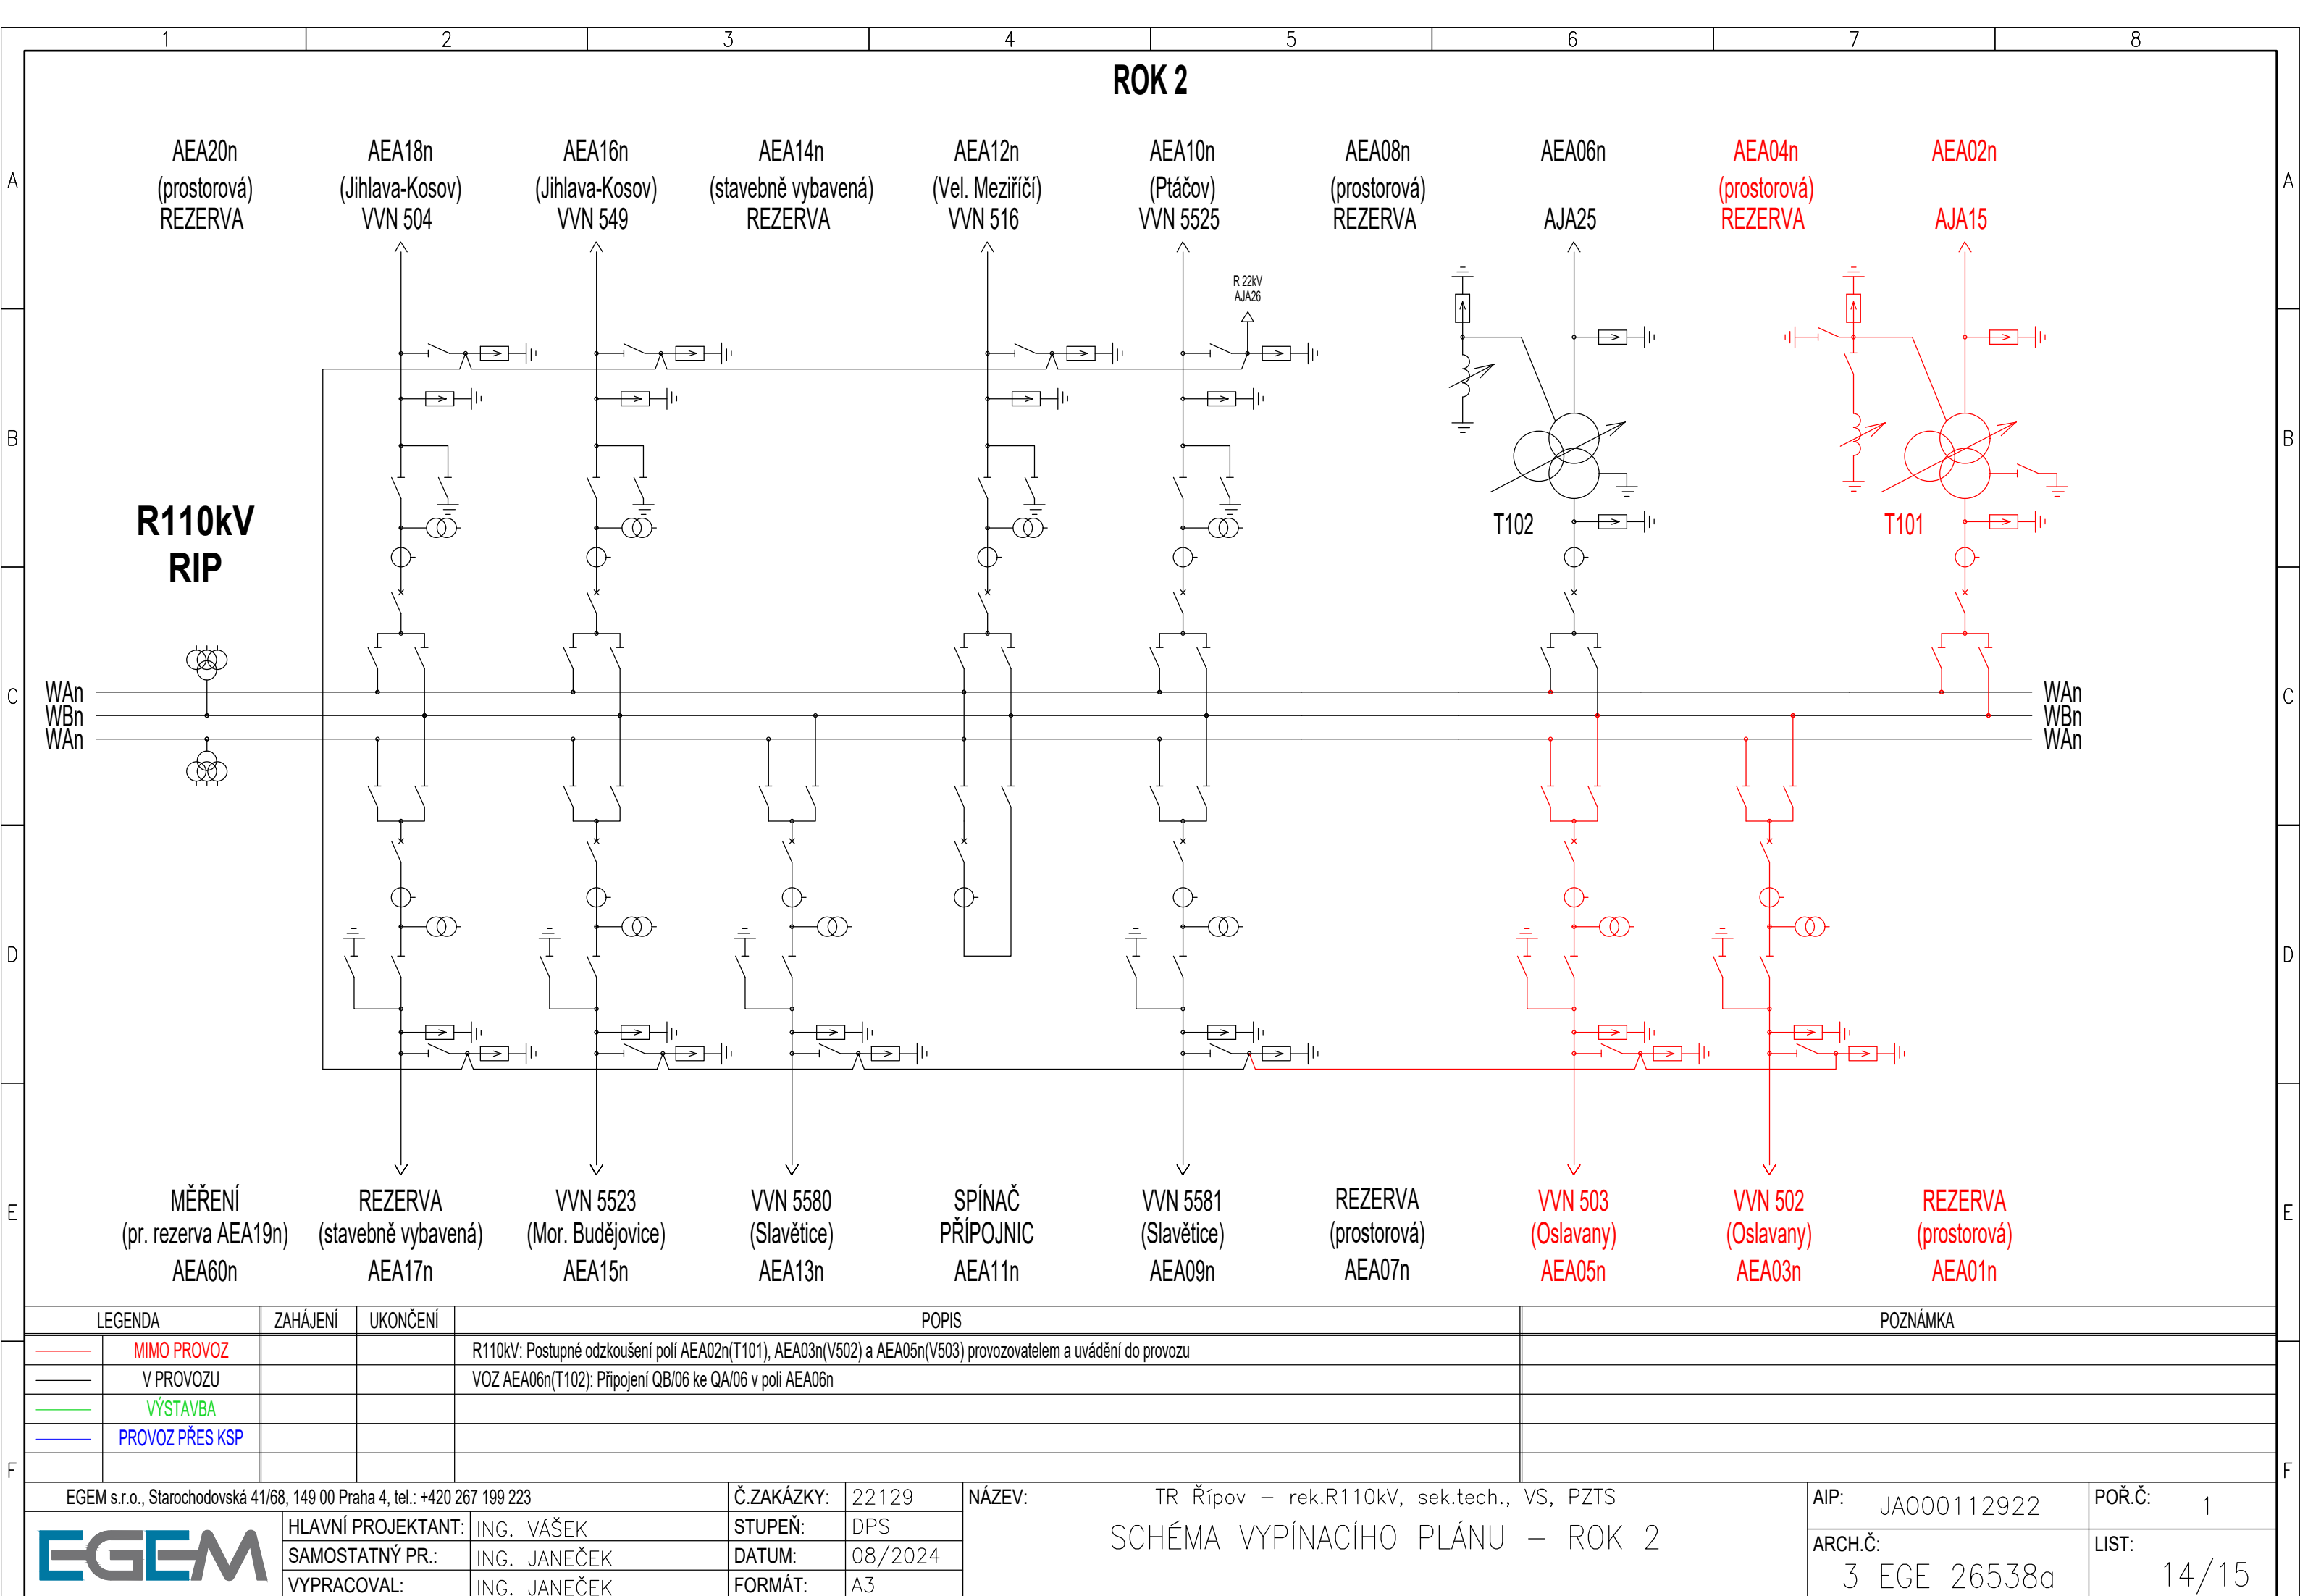 1 2 3 4 5 6 7 8
ROK 2
AEA20n AEA18n AEA16n AEA14n AEA12n AEA10n AEA08n AEA06n AEA04n AEA02n
A (prostorová) (Jihlava-Kosov) (Jihlava-Kosov) (stavebně vybavená) (Vel. Meziříčí) (Ptáčov) (prostorová) (prostorová) A
REZERVA VVN 504 VVN 549 REZERVA VVN 516 VVN 5525 REZERVA AJA25 REZERVA AJA15
R 22kV
AJA26
B B
R110kV T102 T101
RIP
WAn WAn
C WBn WBn C
WAn WAn
D D
MĚŘENÍ REZERVA VVN 5523 VVN 5580 SPÍNAČ VVN 5581 REZERVA VVN 503 VVN 502 REZERVA
E (pr. rezerva AEA19n) (stavebně vybavená) (Mor. Budějovice) (Slavětice) PŘÍPOJNIC (Slavětice) (prostorová) (Oslavany) (Oslavany) (prostorová) E
AEA60n AEA17n AEA15n AEA13n AEA11n AEA09n AEA07n AEA05n AEA03n AEA01n
LEGENDA ZAHÁJENÍ UKONČENÍ POPIS POZNÁMKA
MIMO PROVOZ R110kV: Postupné odzkoušení polí AEA02n(T101), AEA03n(V502) a AEA05n(V503) provozovatelem a uvádění do provozu
V PROVOZU VOZ AEA06n(T102): Připojení QB/06 ke QA/06 v poli AEA06n
VÝSTAVBA
PROVOZ PŘES KSP
F F
EGEM s.r.o., Starochodovská 41/68, 149 00 Praha 4, tel.: +420 267 199 223 Č.ZAKÁZKY: 22129 NÁZEV: TR Řípov – rek.R110kV, sek.tech., VS, PZTS AIP: JA000112922 POŘ.Č: 1
EGEM HLAVNÍ PROJEKTANT: ING. VÁŠEK STUPEŇ: DPS SCHÉMA VYPÍNACÍHO PLÁNU – ROK 2
SAMOSTATNÝ PR.: ING. JANEČEK DATUM: 08/2024 ARCH.Č: 3 EGE 26538a LIST: 14/15
VYPRACOVAL: ING. JANEČEK FORMÁT: A3